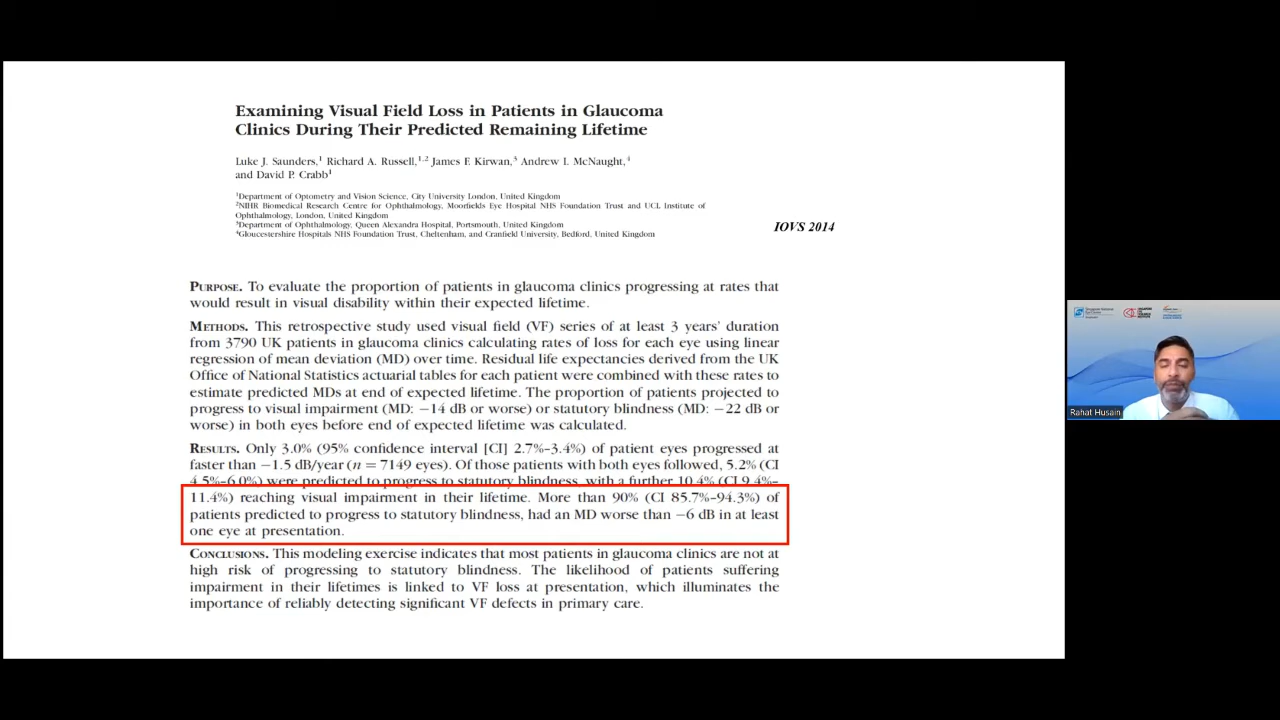 Examining Visual Field Loss in Patients in Glaucoma
Clinics During Their Predicted Remaining Lifetime
Luke J. Saunders,1 Richard A. Russell,1,2 James F. Kirwan,3 Andrew I. McNaught,4
and David P. Crabb1
1Department of Optometry and Vision Science, City University London, United Kingdom
2NIHR Biomedical Research Centre for Ophthalmology, Moorfields Eye Hospital NHS Foundation Trust and UCL Institute of
Ophthalmology, London, United Kingdom
3Department of Ophthalmology, Queen Alexandra Hospital, Portsmouth, United Kingdom
4Gloucestershire Hospitals NHS Foundation Trust, Cheltenham, and Cranfield University, Bedford, United Kingdom
IOVS 2014
PURPOSE. To evaluate the proportion of patients in glaucoma clinics progressing at rates that
would result in visual disability within their expected lifetime.
METHODS. This retrospective study used visual field (VF) series of at least 3 years' duration
from 3790 UK patients in glaucoma clinics calculating rates of loss for each eye using linear
regression of mean deviation (MD) over time. Residual life expectancies derived from the UK
Office of National Statistics actuarial tables for each patient were combined with these rates to
estimate predicted MDs at end of expected lifetime. The proportion of patients projected to
progress to visual impairment (MD: −14 dB or worse) or statutory blindness (MD: −22 dB or
worse) in both eyes before end of expected lifetime was calculated.
RESULTS. Only 3.0% (95% confidence interval [CI] 2.7%–3.4%) of patient eyes progressed at
faster than −1.5 dB/year (n = 7149 eyes). Of those patients with both eyes followed, 5.2% (CI
4.5%–6.0%) were predicted to progress to statutory blindness, with a further 10.4% (CI 9.4%–
11.4%) reaching visual impairment in their lifetime. More than 90% (CI 85.7%–94.3%) of
patients predicted to progress to statutory blindness, had an MD worse than −6 dB in at least
one eye at presentation.
CONCLUSIONS. This modeling exercise indicates that most patients in glaucoma clinics are not at
high risk of progressing to statutory blindness. The likelihood of patients suffering
impairment in their lifetimes is linked to VF loss at presentation, which illuminates the
importance of reliably detecting significant VF defects in primary care.
Rahat Husain